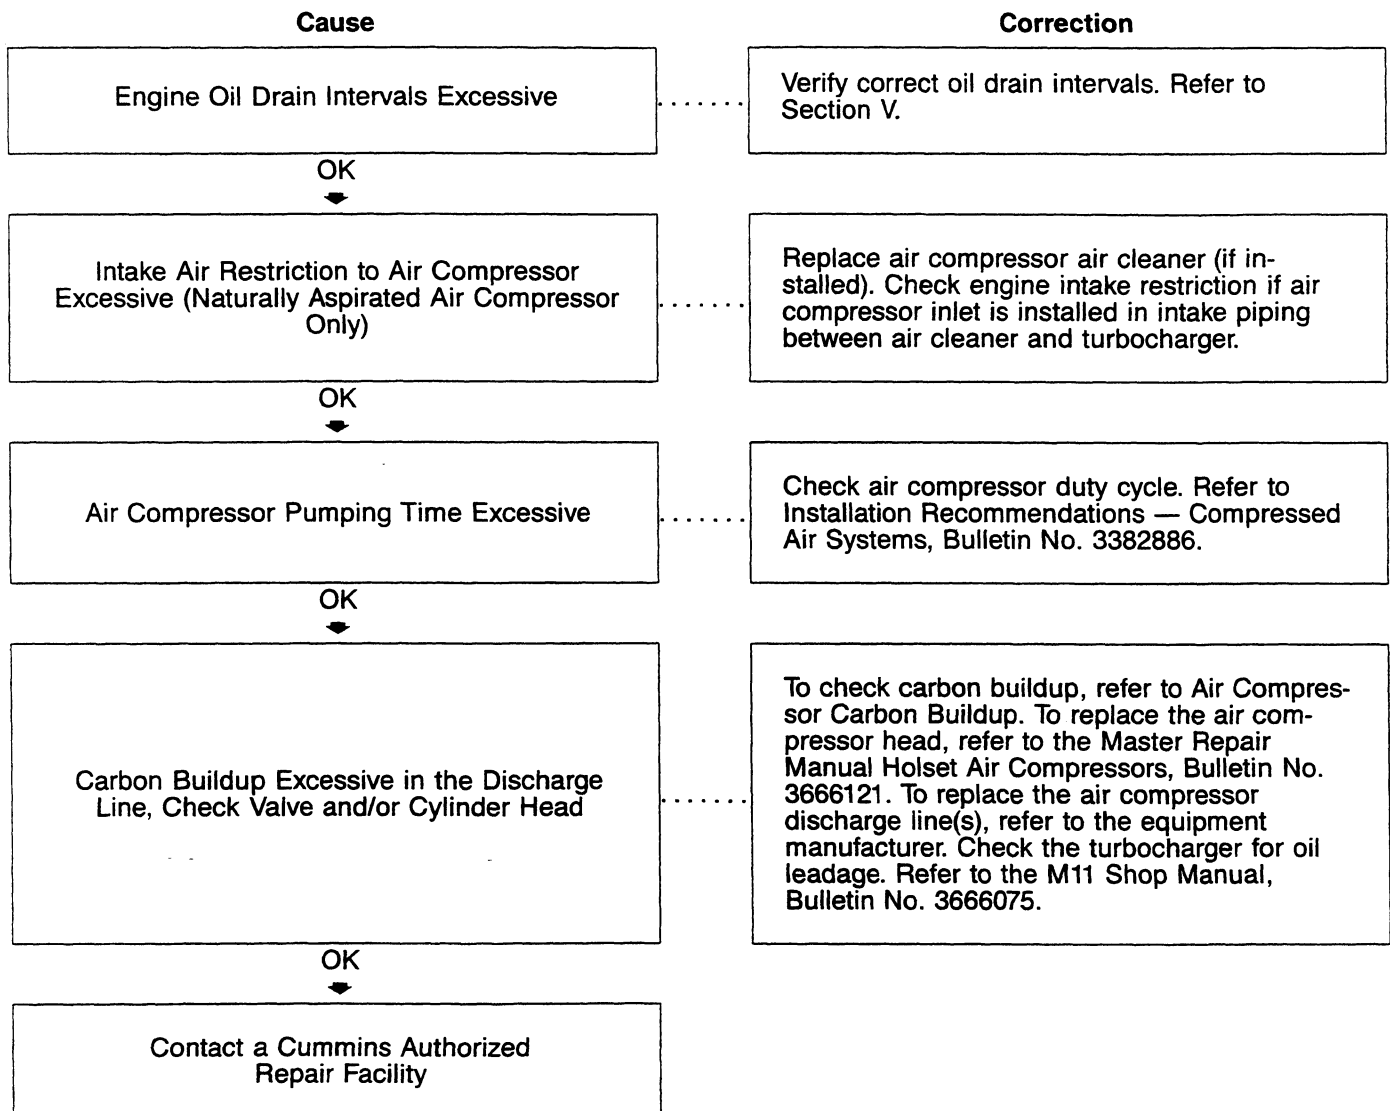 Cause
Correction
Engine Oil Drain Intervals Excessive
Verify correct oil drain intervals. Refer to
Section V.
OK
Intake Air Restriction to Air Compressor
Excessive (Naturally Aspirated Air Compressor
Only)
Replace air compressor air cleaner (if in-
stalled). Check engine intake restriction if air
compressor inlet is installed in intake piping
between air cleaner and turbocharger.
OK
Air Compressor Pumping Time Excessive
Check air compressor duty cycle. Refer to
Installation Recommendations — Compressed
Air Systems, Bulletin No. 3382886.
OK
Carbon Buildup Excessive in the Discharge
Line, Check Valve and/or Cylinder Head
To check carbon buildup, refer to Air Compres-
sor Carbon Buildup. To replace the air com-
pressor head, refer to the Master Repair
Manual Holset Air Compressors, Bulletin No.
3666121. To replace the air compressor
discharge line(s), refer to the equipment
manufacturer. Check the turbocharger for oil
leadage. Refer to the M11 Shop Manual,
Bulletin No. 3666075.
OK
Contact a Cummins Authorized
Repair Facility